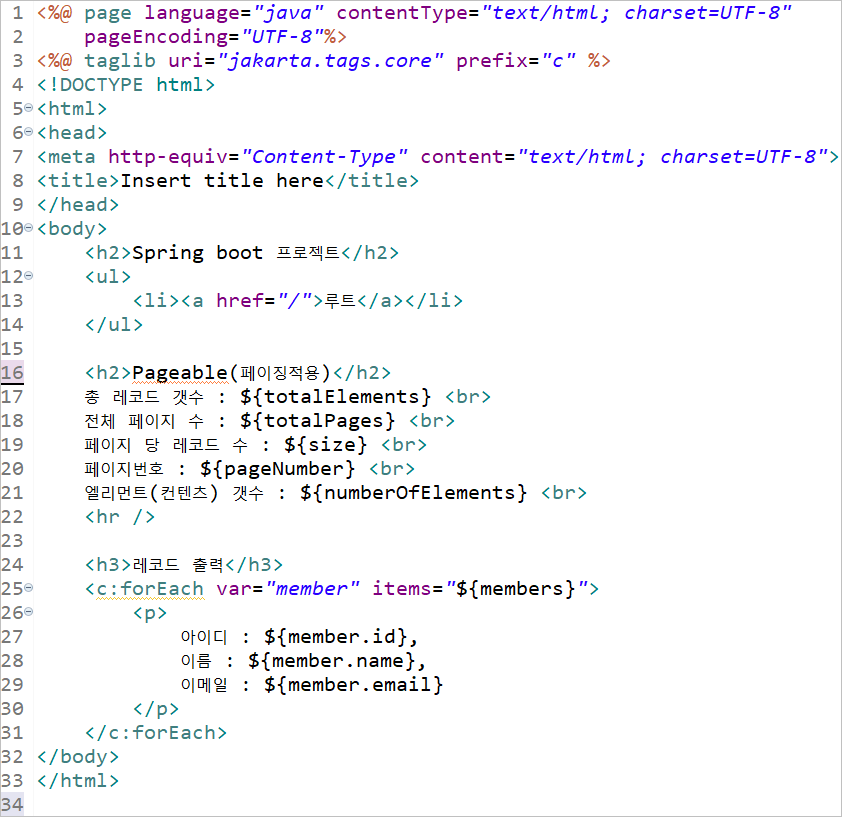 1 <%@ page language="java" contentType="text/html; charset=UTF-8"
2     pageEncoding="UTF-8"%>
3 <%@ taglib uri="jakarta.tags.core" prefix="c" %>
4 <!DOCTYPE html>
5 <html>
6 <head>
7 <meta http-equiv="Content-Type" content="text/html; charset=UTF-8">
8 <title>Insert title here</title>
9 </head>
10 <body>
11     <h2>Spring boot 프로젝트</h2>
12     <ul>
13         <li><a href="/">루트</a></li>
14     </ul>
15
16     <h2>Pageable(페이징적용)</h2>
17     총 레코드 갯수 : ${totalElements} <br>
18     전체 페이지 수 : ${totalPages} <br>
19     페이지 당 레코드 수 : ${size} <br>
20     페이지번호 : ${pageNumber} <br>
21     엘리먼트(컨텐츠) 갯수 : ${numberOfElements} <br>
22     <hr />
23
24     <h3>레코드 출력</h3>
25     <c:forEach var="member" items="${members}">
26         <p>
27             아이디 : ${member.id},
28             이름 : ${member.name},
29             이메일 : ${member.email}
30         </p>
31     </c:forEach>
32 </body>
33 </html>
34